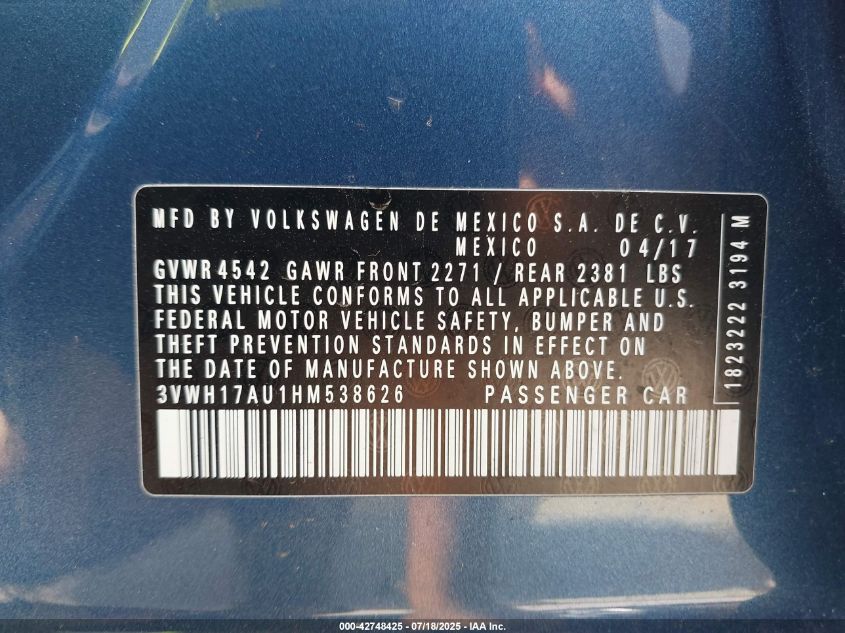 MFD BY VOLKSWAGEN DE MEXICO S.A. DE C.V.
MEXICO 04/17
GVWR 4542 GAWR FRONT 2271 / REAR 2381 LBS
THIS VEHICLE CONFORMS TO ALL APPLICABLE U.S.
FEDERAL MOTOR VEHICLE SAFETY, BUMPER AND
THEFT PREVENTION STANDARDS IN EFFECT ON
THE DATE OF MANUFACTURE SHOWN ABOVE.
3VWH17AU1HM538626 PASSENGER CAR
1823222 3194 M
000-42748425 - 07/18/2025 - IAA Inc.